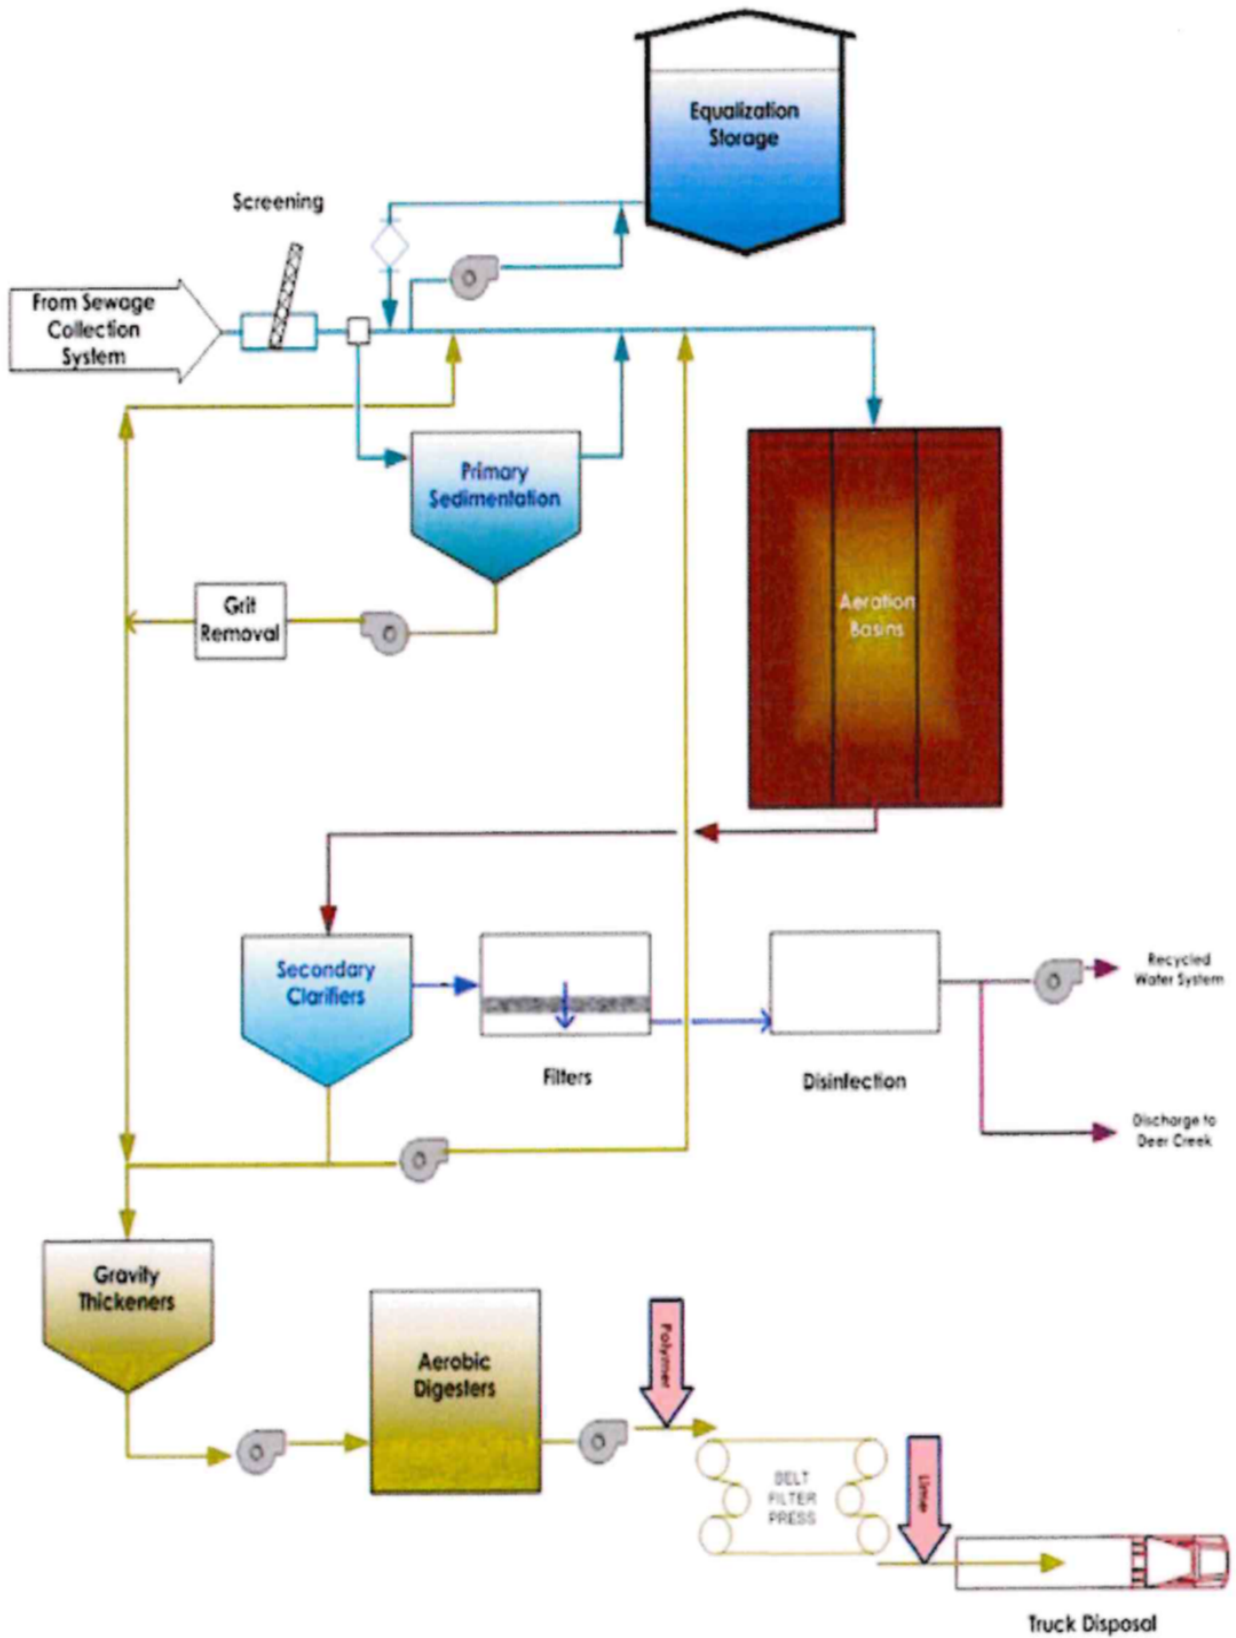 Equalization
Storage
Screening
From Sewage
Collection
System
Primary
Sedimentation
Grit
Removal
Aeration
Basins
Secondary
Clarifiers
Filters
Disinfection
Recycled
Water System
Discharge to
Deer Creek
Gravity
Thickeners
Aerobic
Digesters
Polymer
BELT
FILTER
PRESS
Lime
Truck Disposal